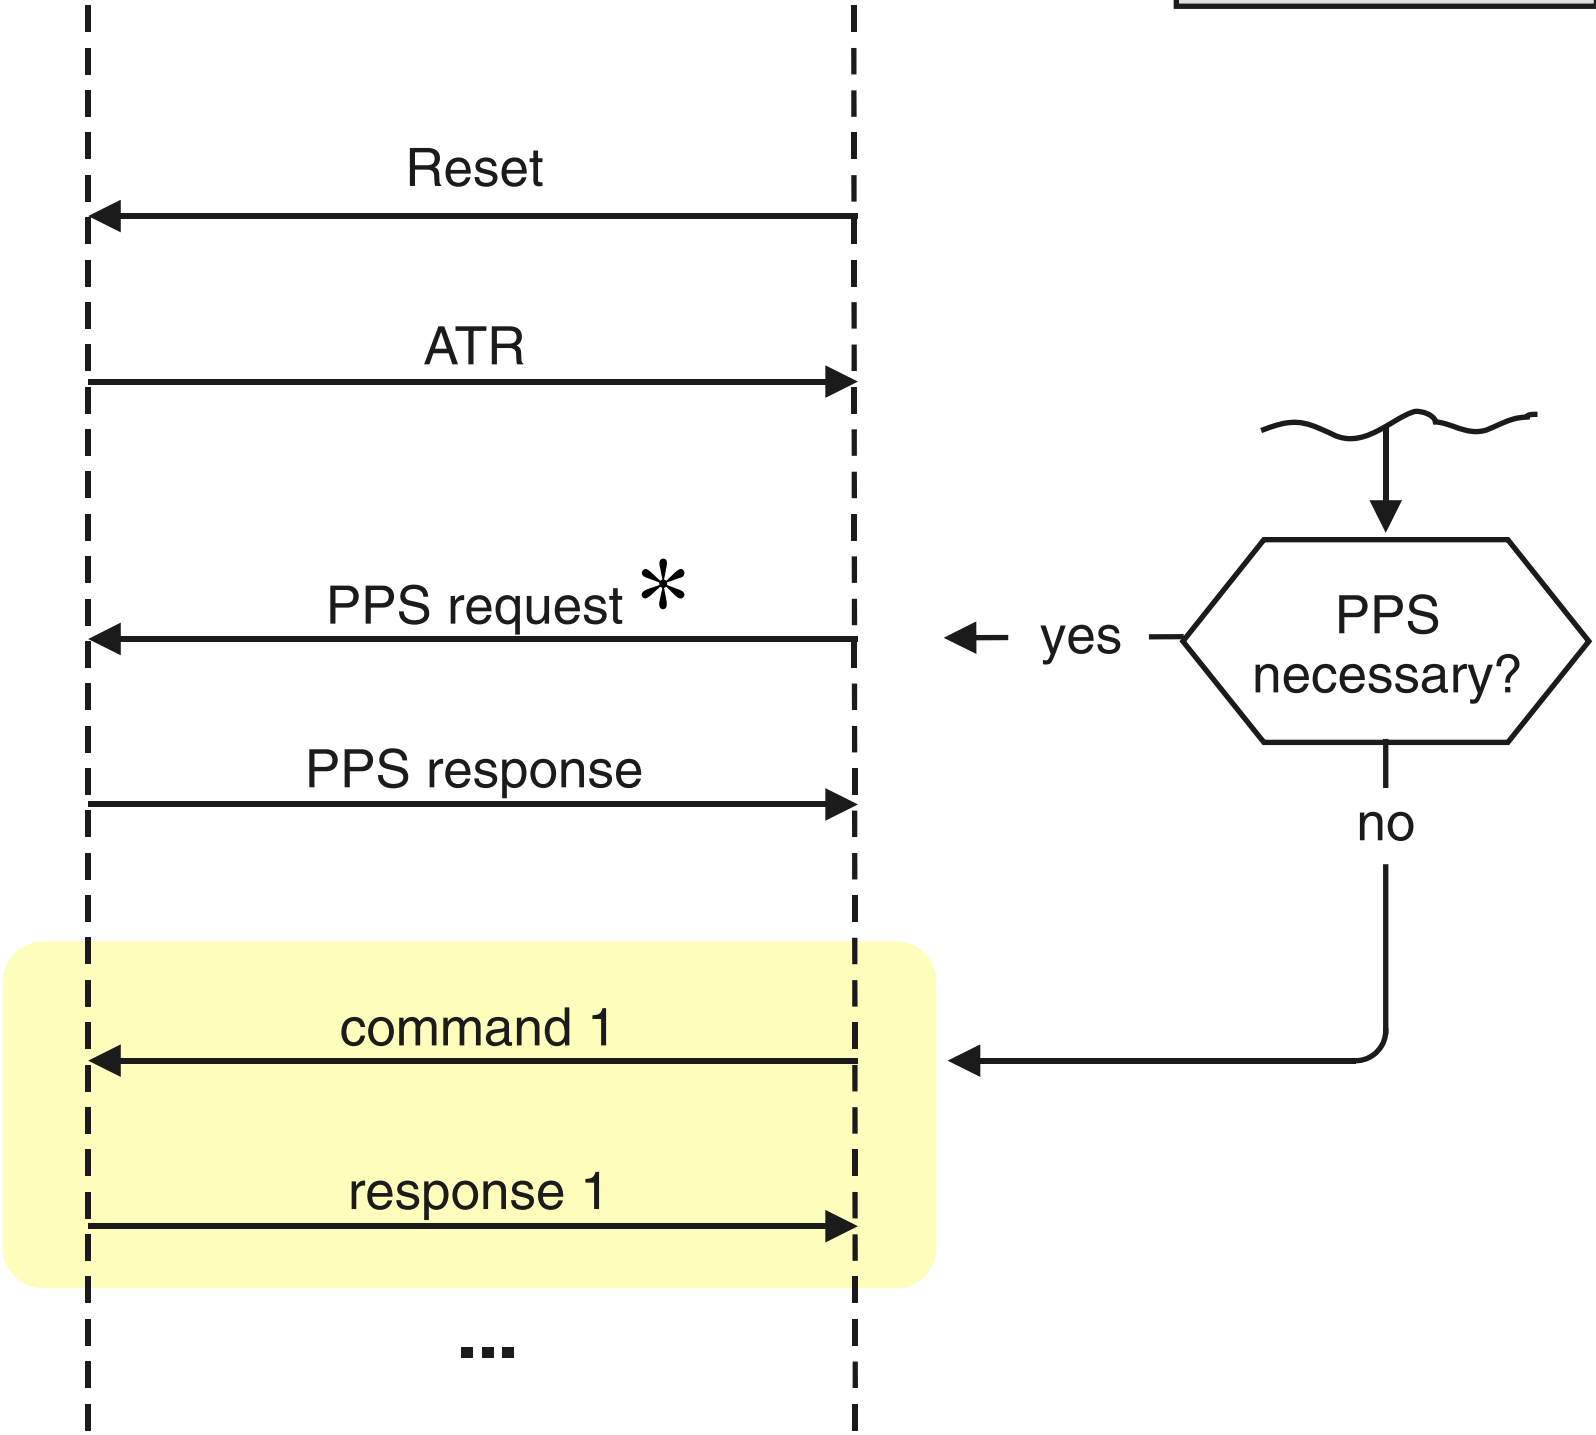 Reset
ATR
PPS request *
PPS response
yes
PPS
necessary?
no
command 1
response 1
...